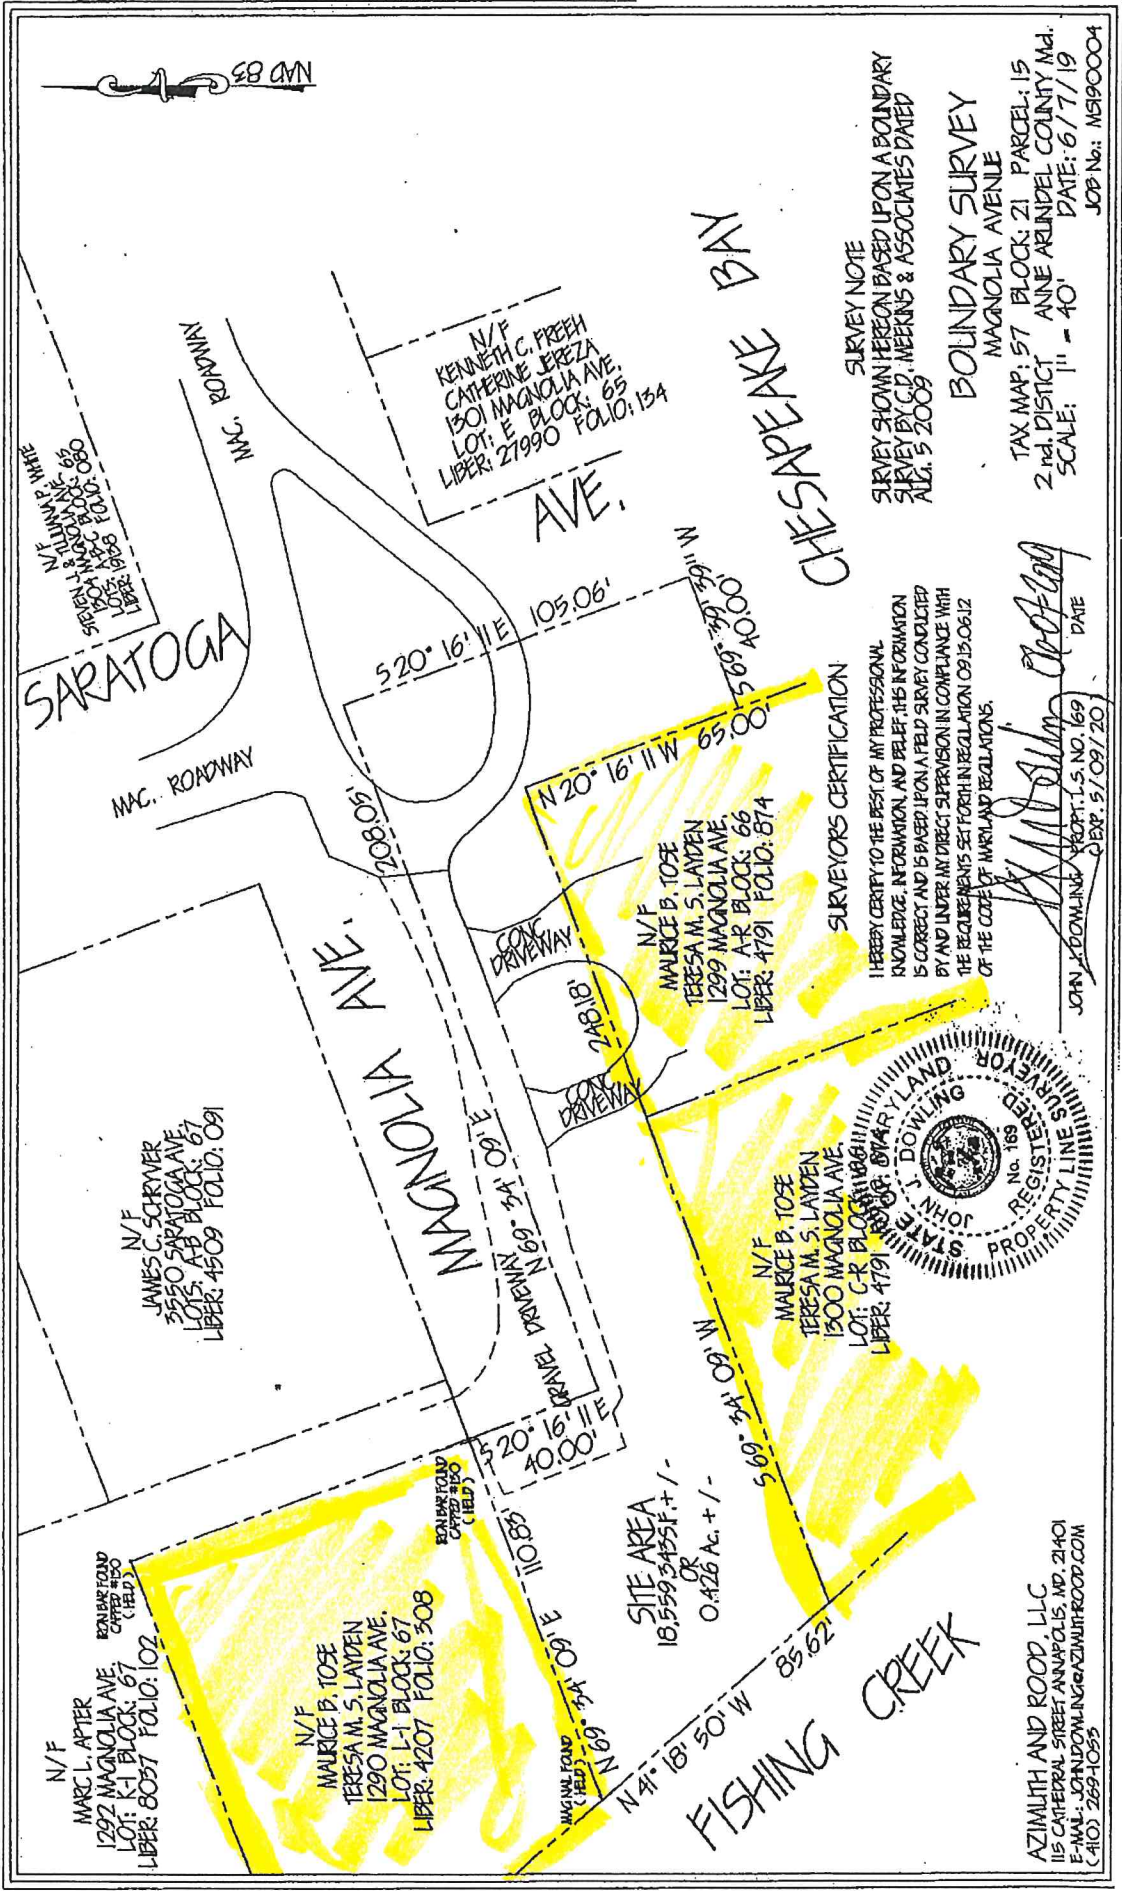 NAD 83
N/F
STEVEN J. &
1304 MAGNOLIA AVE.
LOTS: A,B,C BLOCK: 65
FOLIO: 080
SARATOGA
MAC. ROADWAY
MAC. ROADWAY
N/F
KENNETH C. FREEH
CATHERINE JEREZA
1301 MAGNOLIA AVE.
LOT: E BLOCK: 65
LIBER: 27990 FOLIO: 134
AVE.
S 20° 16' 11" E 105.06'
S 69° 39' 39" W
40.00'
N 20° 16' 11" W 65.00'
CHESAPEAKE BAY
N/F
JAMES C. SCHRYVER
3550 SARATOGA AVE.
LOTS: A-B BLOCK: 67
LIBER: 4509 FOLIO: 091
MAGNOLIA AVE.
208.05'
N 69° 34' 09" E
GRAVEL DRIVEWAY
CONC
DRIVEWAY
CONC
DRIVEWAY
248.18'
S 69° 34' 09" W
N/F
MAURICE B. TOSE
TERESA M. S. LAYDEN
1299 MAGNOLIA AVE.
LOT: A-R BLOCK: 66
LIBER: 4791 FOLIO: 874
N/F
MAURICE B. TOSE
TERESA M. S. LAYDEN
1300 MAGNOLIA AVE.
LOT: C-R BLOCK:
LIBER: 4791
N/F
MARC L. APTER
1292 MAGNOLIA AVE.
LOT: K-1 BLOCK: 67
LIBER: 8037 FOLIO: 102
IRON BAR FOUND
CAPPED #130
(HELD)
N/F
MAURICE B. TOSE
TERESA M. S. LAYDEN
1290 MAGNOLIA AVE.
LOT: L-1 BLOCK: 67
LIBER: 4207 FOLIO: 308
IRON BAR FOUND
CAPPED #130
(HELD)
MAGNAIL FOUND
(HELD)
N 69° 34' 09" E 110.83'
S 20° 16' 11" E
40.00'
SITE AREA
18,559.3435 S.F. + / -
OR
0.426 Ac. + / -
N 41° 18' 50" W 85.62'
FISHING CREEK
SURVEY NOTE
SURVEY SHOWN HEREON BASED UPON A BOUNDARY
SURVEY BY C.D. MEEKINS & ASSOCIATES DATED
AUG. 5 2009
SURVEYORS CERTIFICATION
I HEREBY CERTIFY TO THE BEST OF MY PROFESSIONAL
KNOWLEDGE, INFORMATION, AND BELIEF, THIS INFORMATION
IS CORRECT AND IS BASED UPON A FIELD SURVEY CONDUCTED
BY AND UNDER MY DIRECT SUPERVISION IN COMPLIANCE WITH
THE REQUIREMENTS SET FORTH IN REGULATION 09.13.06.12
OF THE CODE OF MARYLAND REGULATIONS.
JOHN J. DOWLING PROP. L.S. NO. 169 DATE
(EXP. 5/09/20)
STATE OF MARYLAND
JOHN J. DOWLING
No. 169
REGISTERED
PROPERTY LINE SURVEYOR
BOUNDARY SURVEY
MAGNOLIA AVENUE
TAX MAP: 57 BLOCK: 21 PARCEL: 15
2 nd. DISTICT ANNE ARUNDEL COUNTY Md.
SCALE: 1" = 40' DATE: 6/7/19
JOB No.: MS190004
AZIMUTH AND ROOD, LLC
115 CATHEDRAL STREET ANNAPOLIS, MD. 21401
E-MAIL: JOHNDOWLING@AZIMUTHROOD.COM
(410) 269-1055